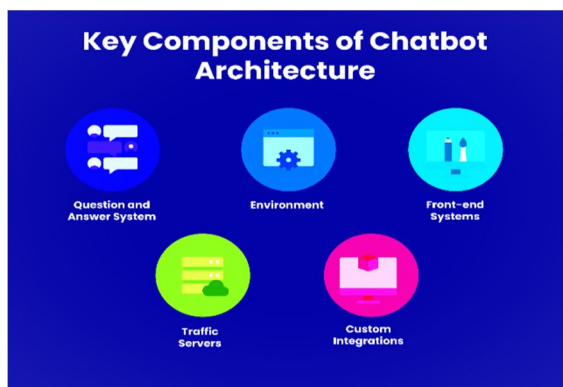 Key Components of Chatbot
Architecture
Question and
Answer System
Environment
Front-end
Systems
Traffic
Servers
Custom
Integrations